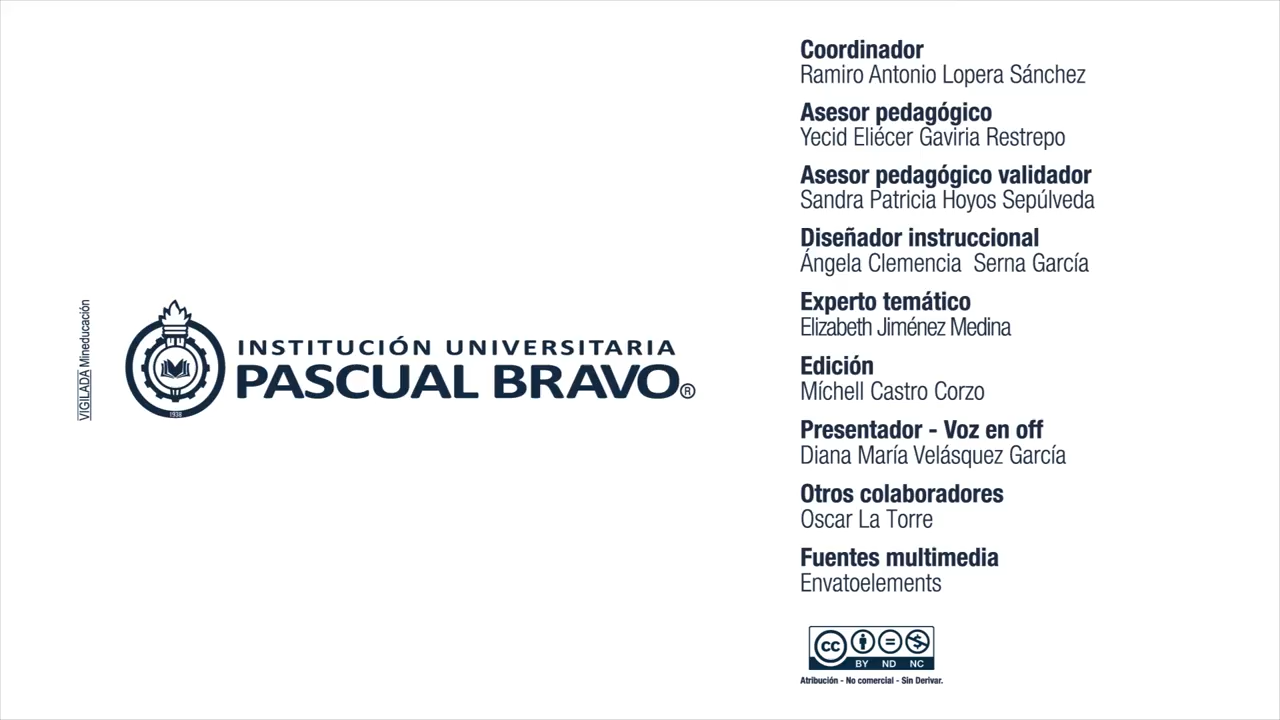 VIGILADA Mineducación
1938
INSTITUCIÓN UNIVERSITARIA
PASCUAL BRAVO®
Coordinador
Ramiro Antonio Lopera Sánchez
Asesor pedagógico
Yecid Eliécer Gaviria Restrepo
Asesor pedagógico validador
Sandra Patricia Hoyos Sepúlveda
Diseñador instruccional
Ángela Clemencia  Serna García
Experto temático
Elizabeth Jiménez Medina
Edición
Míchell Castro Corzo
Presentador - Voz en off
Diana María Velásquez García
Otros colaboradores
Oscar La Torre
Fuentes multimedia
Envatoelements
cc
BY ND NC
Atribución - No comercial - Sin Derivar.